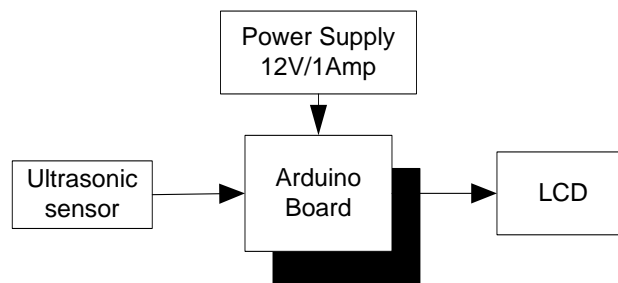 Power Supply
12V/1Amp
Ultrasonic
sensor
Arduino
Board
LCD